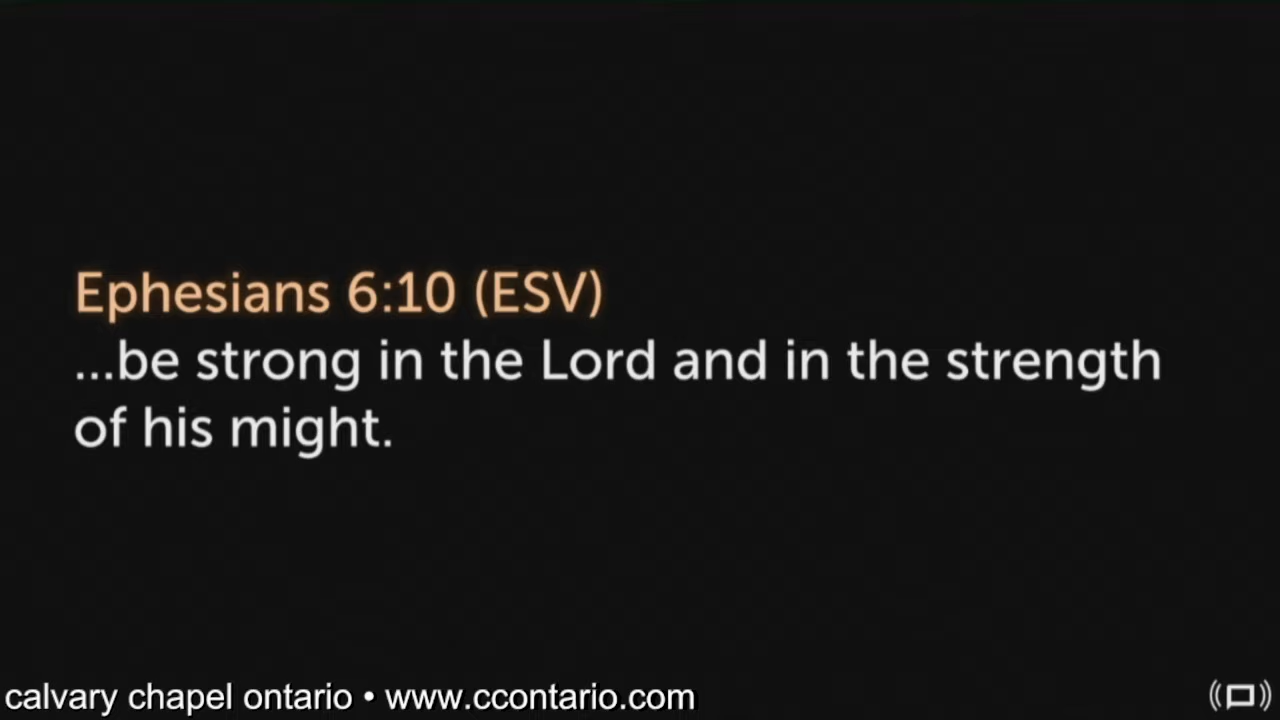 Ephesians 6:10 (ESV)
...be strong in the Lord and in the strength
of his might.
calvary chapel ontario • www.ccontario.com